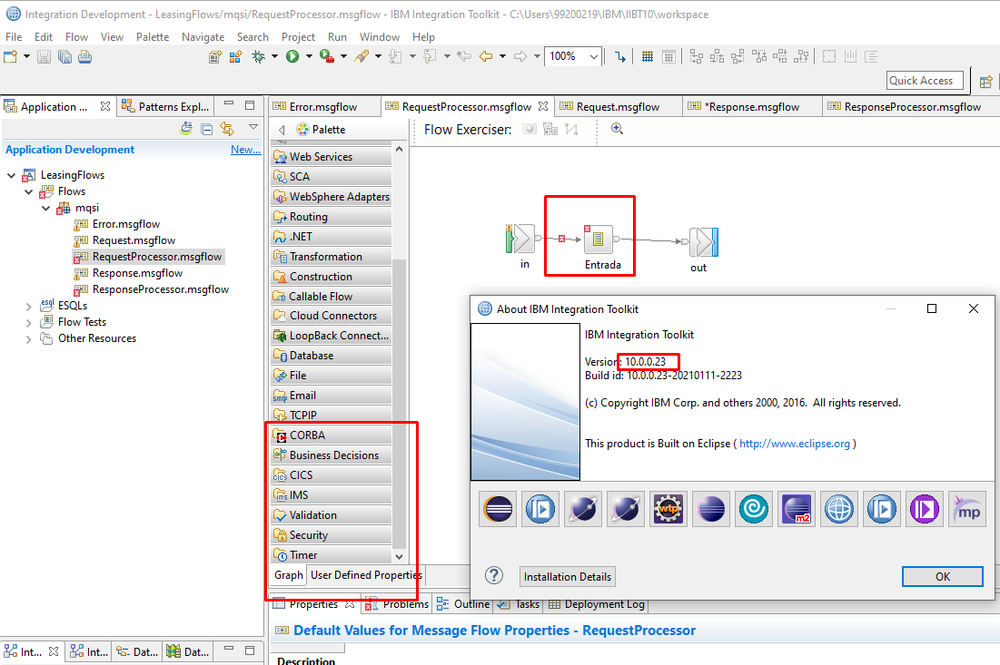 Integration Development - LeasingFlows/mqsi/RequestProcessor.msgflow - IBM Integration Toolkit - C:\Users\99200219\IBM\IIBT10\workspace
File Edit Flow View Palette Navigate Search Project Run Window Help
100%
Quick Access
Application ... Patterns Expl...
Application Development New...
LeasingFlows
Flows
mqsi
Error.msgflow
Request.msgflow
RequestProcessor.msgflow
Response.msgflow
ResponseProcessor.msgflow
ESQLs
Flow Tests
Other Resources
Int... Int... Dat... Dat...
Error.msgflow RequestProcessor.msgflow Request.msgflow *Response.msgflow ResponseProcessor.msgflow
Palette
Flow Exerciser:
Web Services
SCA
WebSphere Adapters
Routing
.NET
Transformation
Construction
Callable Flow
Cloud Connectors
LoopBack Connect...
Database
File
Email
TCPIP
CORBA
Business Decisions
CICS
IMS
Validation
Security
Timer
Graph User Defined Properties
in Entrada out
About IBM Integration Toolkit
IBM Integration Toolkit
Version: 10.0.0.23
Build id: 10.0.0.23-20210111-2223
(c) Copyright IBM Corp. and others 2000, 2016. All rights reserved.
This product is Built on Eclipse ( http://www.eclipse.org )
wtp m2 mp
Installation Details OK
Properties Problems Outline Tasks Deployment Log
Default Values for Message Flow Properties - RequestProcessor
Description